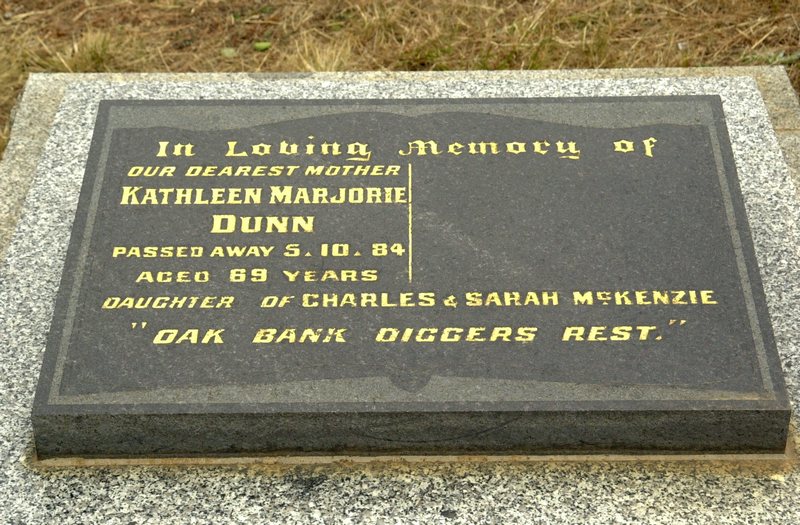 In Loving Memory of
OUR DEAREST MOTHER
KATHLEEN MARJORIE
DUNN
PASSED AWAY 5.10.84
AGED 69 YEARS
DAUGHTER OF CHARLES & SARAH McKENZIE
"OAK BANK DIGGERS REST."